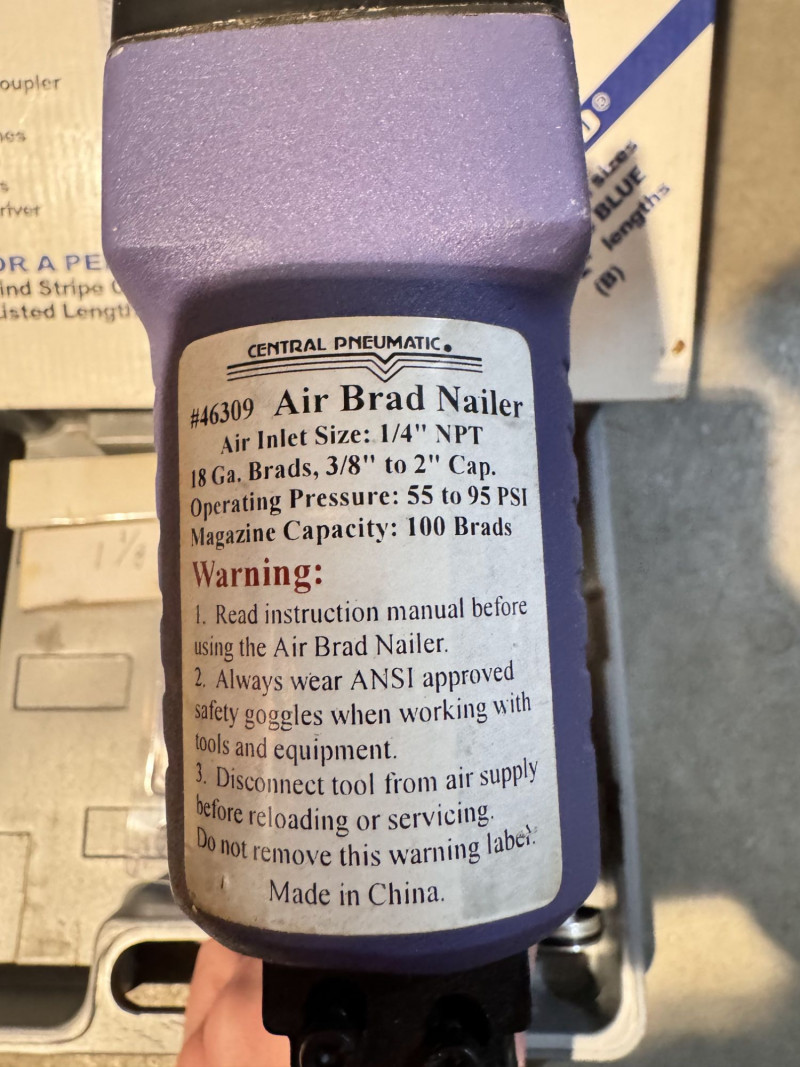 oupler
river
OR A PE
ind Stripe
isted Length
®
sizes
BLUE
lengths
(B)
CENTRAL PNEUMATIC.
#46309 Air Brad Nailer
Air Inlet Size: 1/4" NPT
18 Ga. Brads, 3/8" to 2" Cap.
Operating Pressure: 55 to 95 PSI
Magazine Capacity: 100 Brads
Warning:
1. Read instruction manual before
using the Air Brad Nailer.
2. Always wear ANSI approved
safety goggles when working with
tools and equipment.
3. Disconnect tool from air supply
before reloading or servicing.
Do not remove this warning label.
Made in China.